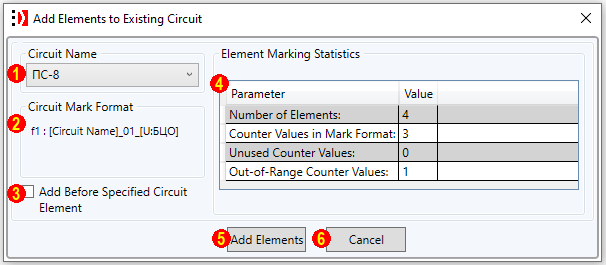 Add Elements to Existing Circuit
Circuit Name
1
ПС-8
Circuit Mark Format
2
f1 : [Circuit Name]_01_[U:БЦО]
3
Add Before Specified Circuit
Element
Element Marking Statistics
4
Parameter Value
Number of Elements: 4
Counter Values in Mark Format: 3
Unused Counter Values: 0
Out-of-Range Counter Values: 1
5 Add Elements
6 Cancel